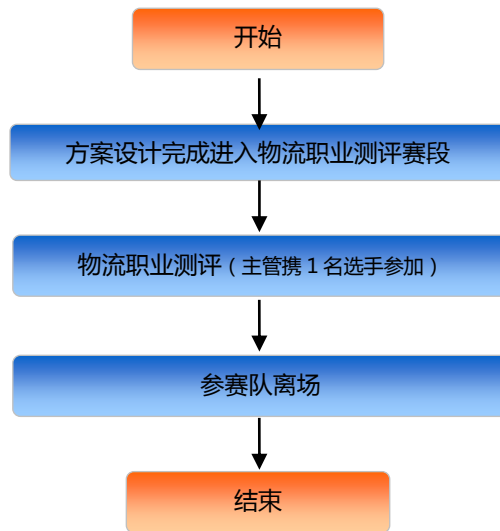 开始
方案设计完成进入物流职业测评赛段
物流职业测评（主管携 1 名选手参加）
参赛队离场
结束